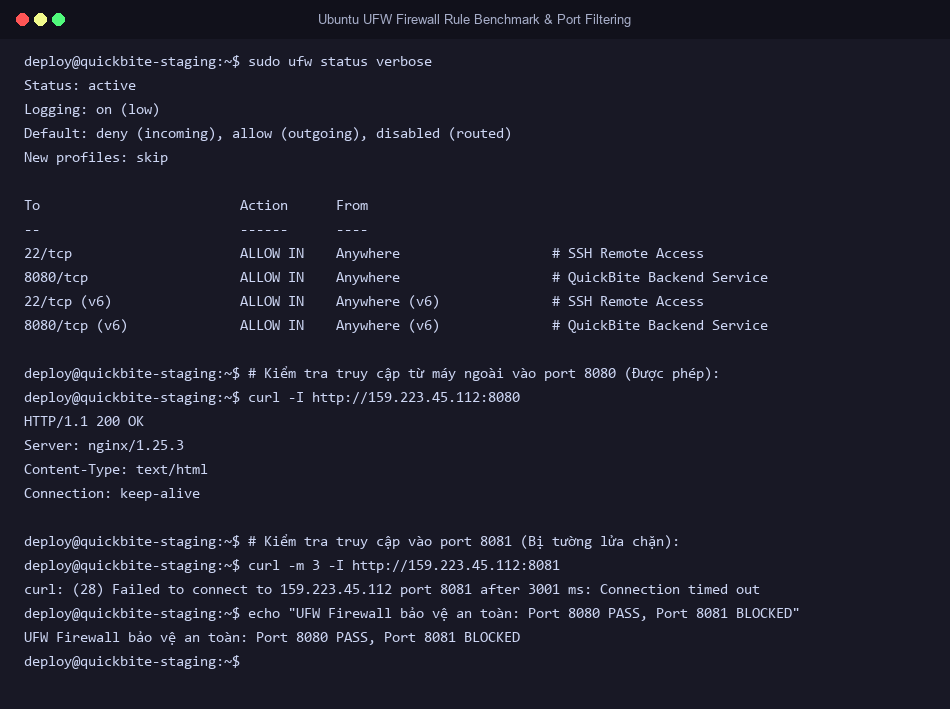 Ubuntu UFW Firewall Rule Benchmark & Port Filtering
deploy@quickbite-staging:~$ sudo ufw status verbose
Status: active
Logging: on (low)
Default: deny (incoming), allow (outgoing), disabled (routed)
New profiles: skip
To                         Action      From
--                         ------      ----
22/tcp                     ALLOW IN    Anywhere                   # SSH Remote Access
8080/tcp                   ALLOW IN    Anywhere                   # QuickBite Backend Service
22/tcp (v6)                ALLOW IN    Anywhere (v6)              # SSH Remote Access
8080/tcp (v6)              ALLOW IN    Anywhere (v6)              # QuickBite Backend Service
deploy@quickbite-staging:~$ # Kiểm tra truy cập từ máy ngoài vào port 8080 (Được phép):
deploy@quickbite-staging:~$ curl -I http://159.223.45.112:8080
HTTP/1.1 200 OK
Server: nginx/1.25.3
Content-Type: text/html
Connection: keep-alive
deploy@quickbite-staging:~$ # Kiểm tra truy cập vào port 8081 (Bị tường lửa chặn):
deploy@quickbite-staging:~$ curl -m 3 -I http://159.223.45.112:8081
curl: (28) Failed to connect to 159.223.45.112 port 8081 after 3001 ms: Connection timed out
deploy@quickbite-staging:~$ echo "UFW Firewall bảo vệ an toàn: Port 8080 PASS, Port 8081 BLOCKED"
UFW Firewall bảo vệ an toàn: Port 8080 PASS, Port 8081 BLOCKED
deploy@quickbite-staging:~$